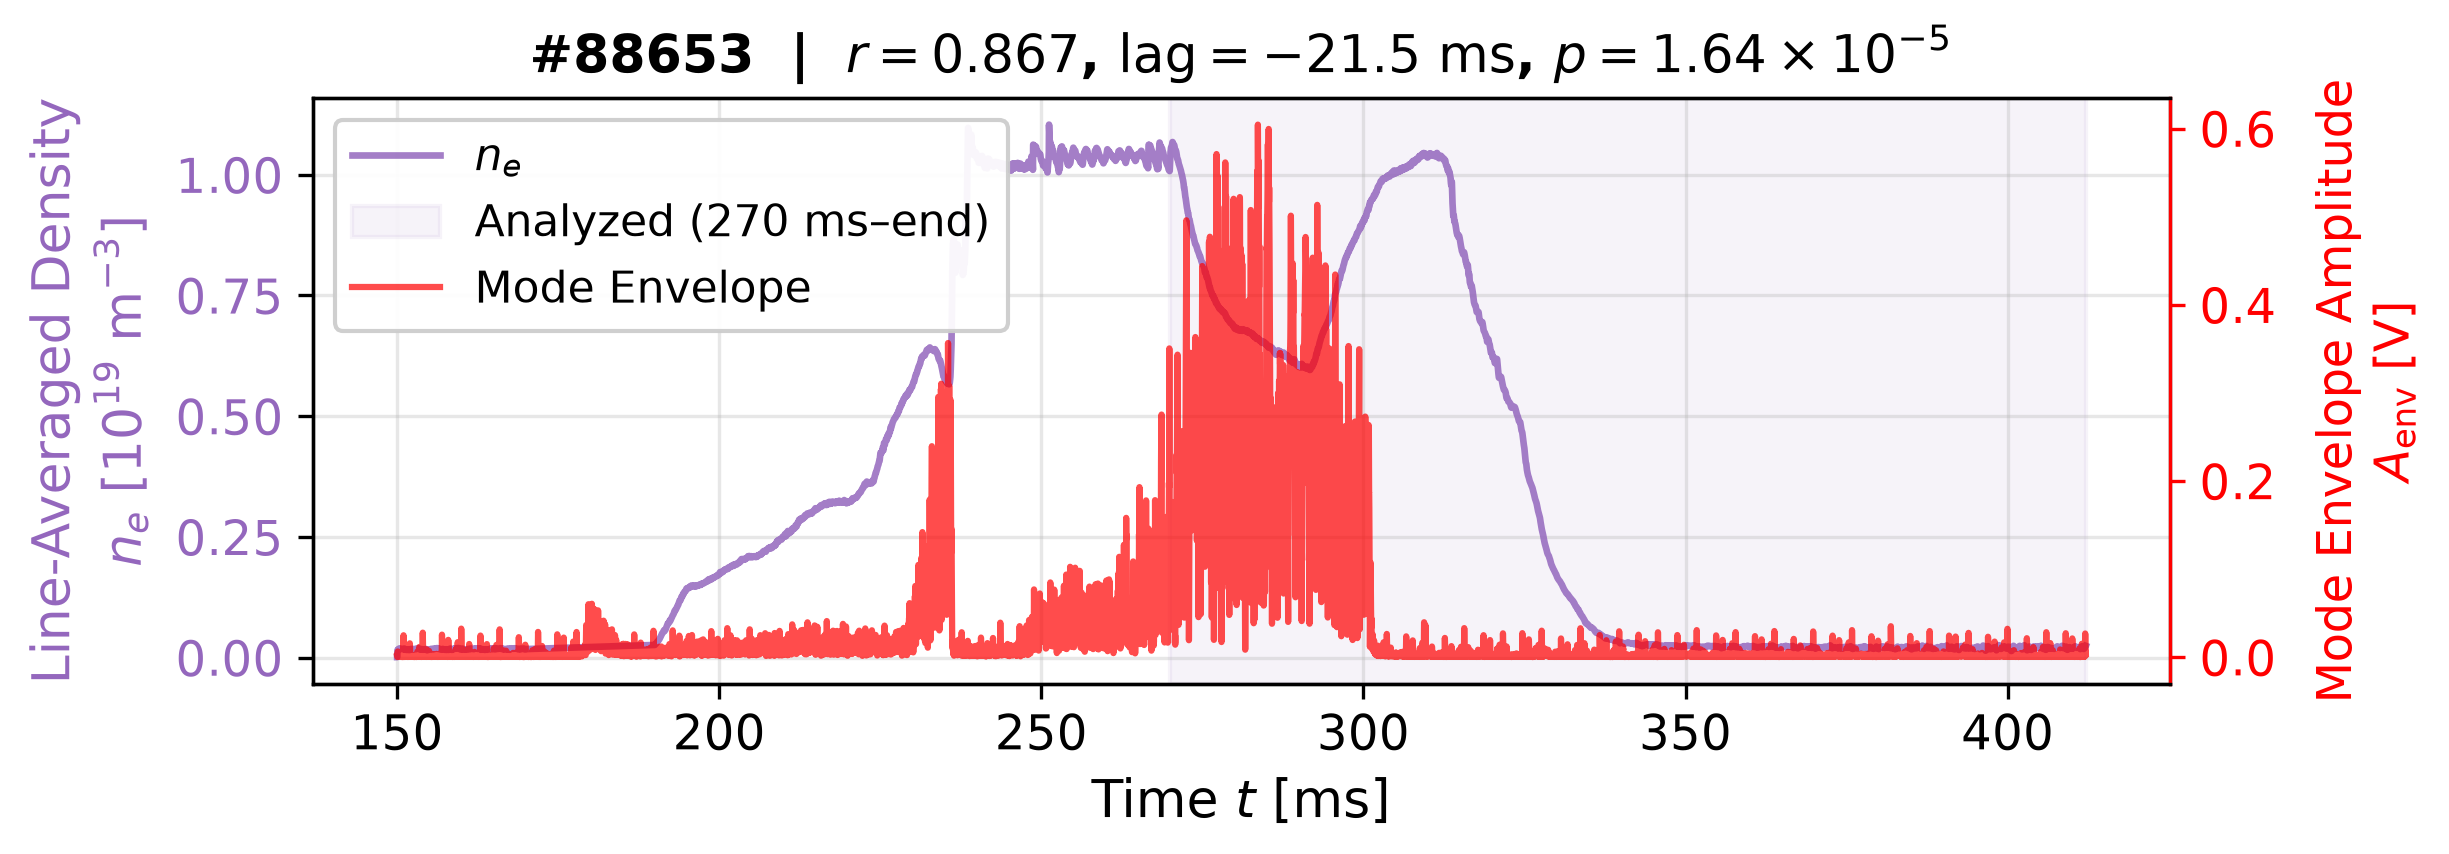 #88653 | r = 0.867, lag = −21.5 ms, p = 1.64 × 10⁻⁵
Line-Averaged Density
nₑ [10¹⁹ m⁻³]
1.00
0.75
0.50
0.25
0.00
nₑ
Analyzed (270 ms–end)
Mode Envelope
0.6
0.4
0.2
0.0
Mode Envelope Amplitude
A_env [V]
150 200 250 300 350 400
Time t [ms]